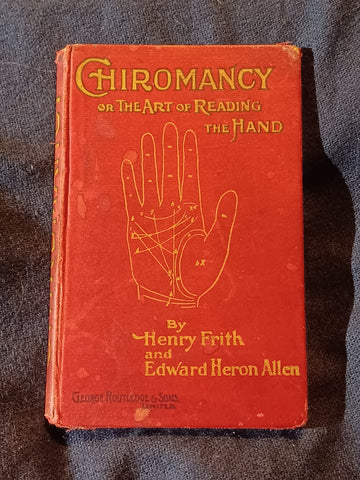 CHIROMANCY
OR THE ART OF READING
THE HAND
By
Henry Frith
and
Edward Heron Allen
GEORGE ROUTLEDGE & SONS,
LIMITED.